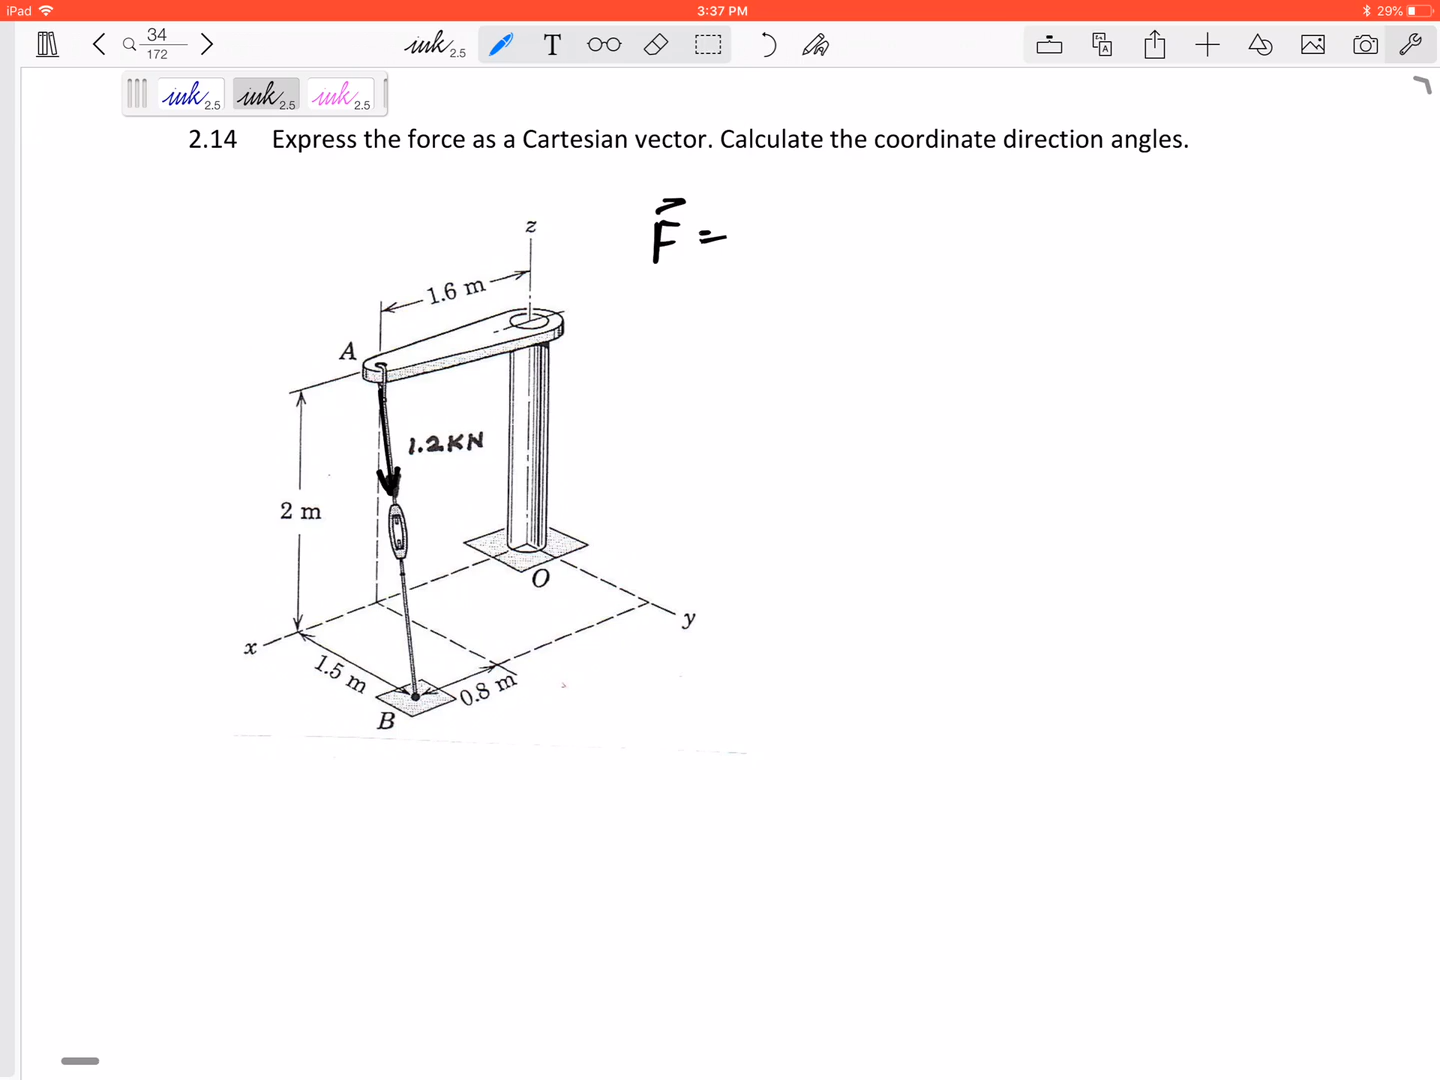 iPad 3:37 PM 29%
34
172
ink 2.5 T
ink 2.5 ink 2.5 ink 2.5
2.14 Express the force as a Cartesian vector. Calculate the coordinate direction angles.
F =
z
1.6 m
A
1.2KN
2 m
O
y
x
1.5 m
0.8 m
B